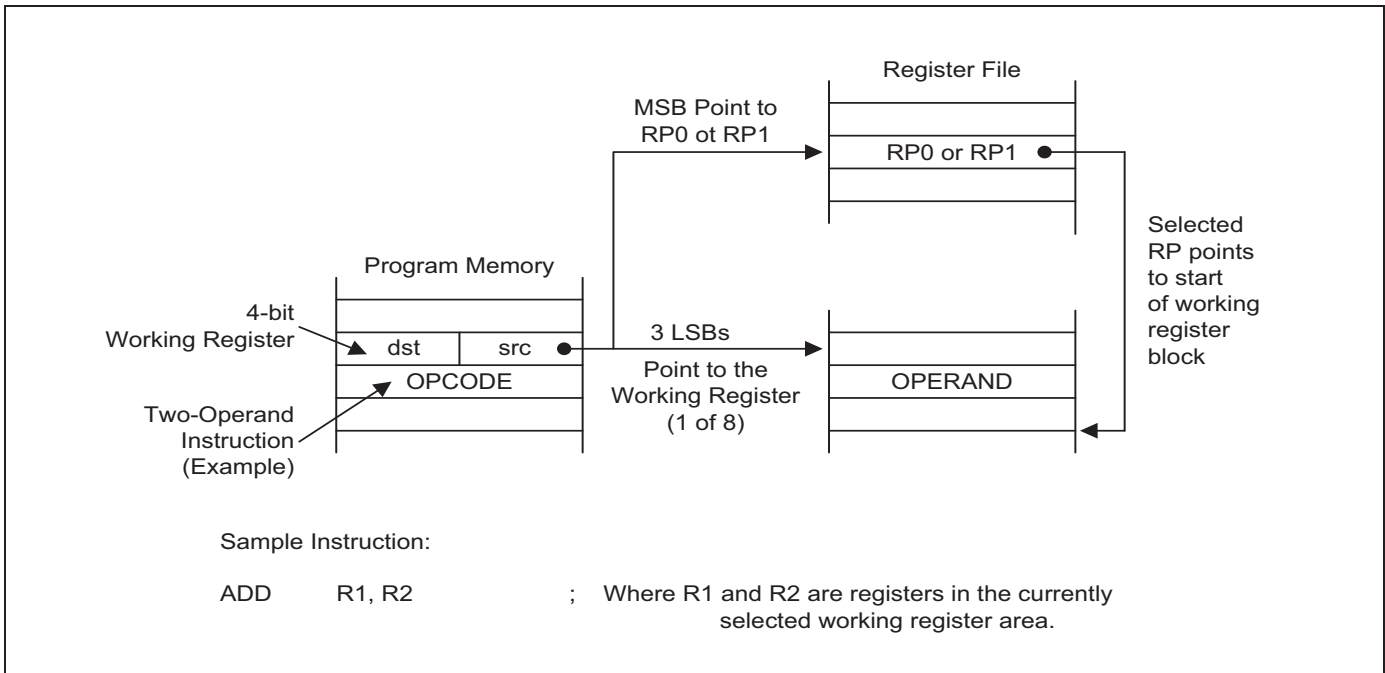 Register File
MSB Point to
RP0 ot RP1
RP0 or RP1
Selected
RP points
to start
of working
register
block
Program Memory
4-bit
Working Register
dst src
3 LSBs
OPCODE
Point to the
Working Register
(1 of 8)
OPERAND
Two-Operand
Instruction
(Example)
Sample Instruction:
ADD R1, R2 ; Where R1 and R2 are registers in the currently
selected working register area.